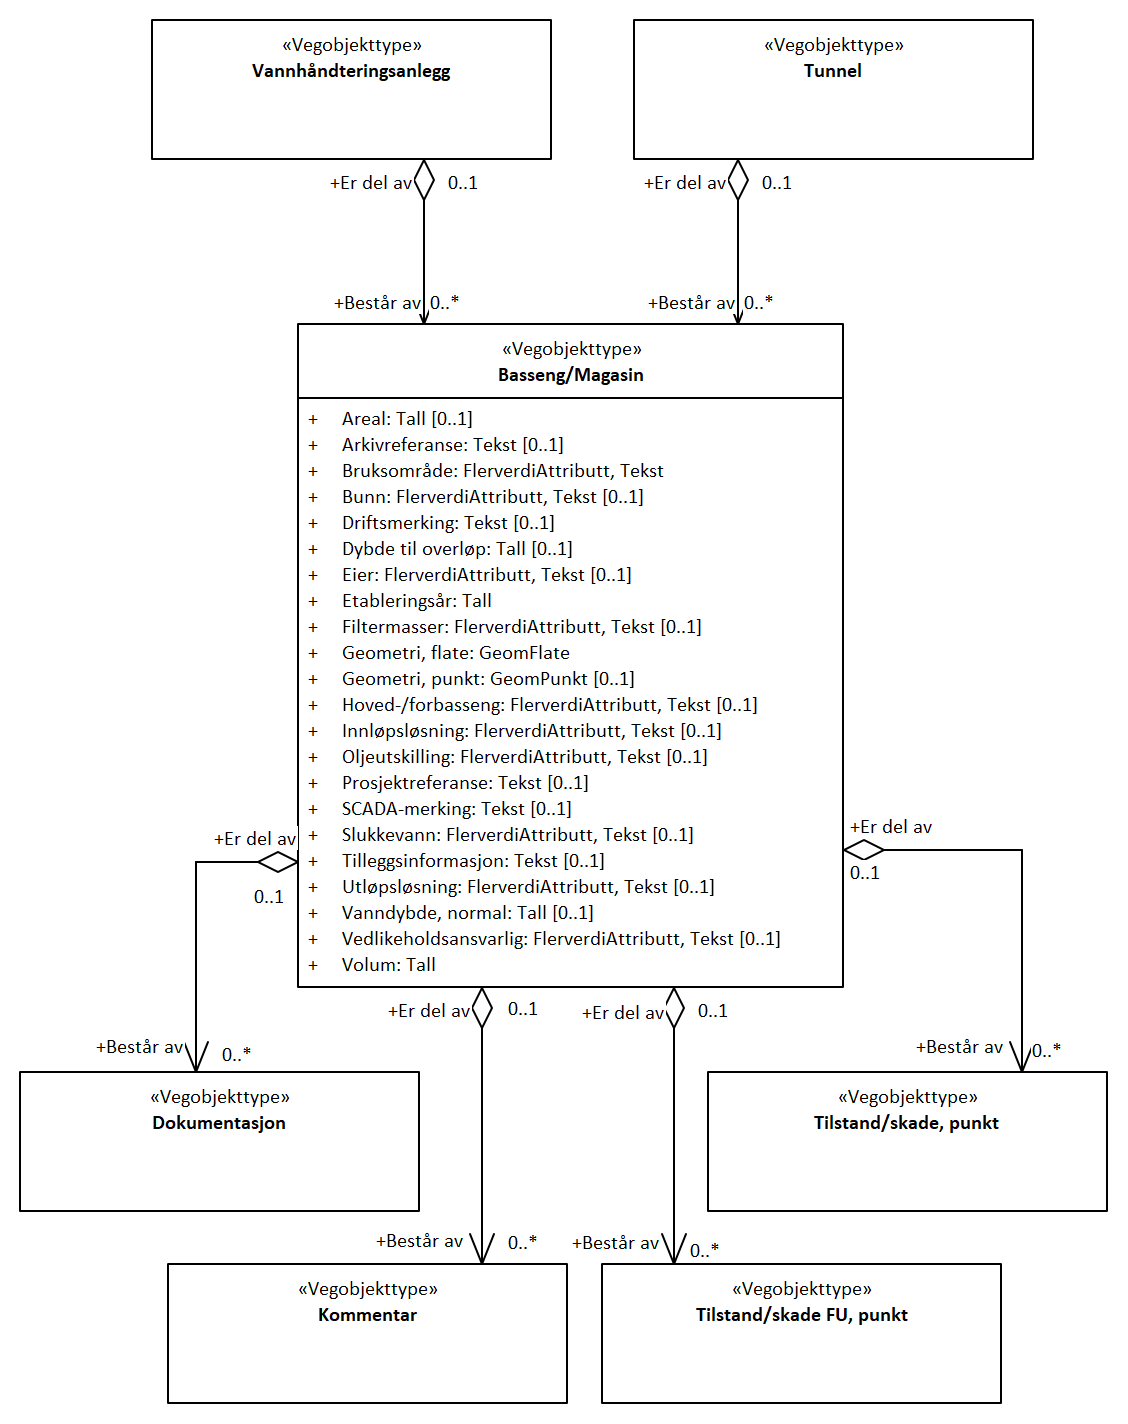 «Vegobjekttype»
Vannhåndteringsanlegg
«Vegobjekttype»
Tunnel
+Er del av
0..1
+Er del av
0..1
+Består av
0..*
+Består av
0..*
«Vegobjekttype»
Basseng/Magasin
+ Areal: Tall [0..1]
+ Arkivreferanse: Tekst [0..1]
+ Bruksområde: FlerverdiAttributt, Tekst
+ Bunn: FlerverdiAttributt, Tekst [0..1]
+ Driftsmerking: Tekst [0..1]
+ Dybde til overløp: Tall [0..1]
+ Eier: FlerverdiAttributt, Tekst [0..1]
+ Etableringsår: Tall
+ Filtermasser: FlerverdiAttributt, Tekst [0..1]
+ Geometri, flate: GeomFlate
+ Geometri, punkt: GeomPunkt [0..1]
+ Hoved-/forbasseng: FlerverdiAttributt, Tekst [0..1]
+ Innløpsløsning: FlerverdiAttributt, Tekst [0..1]
+ Oljeutskilling: FlerverdiAttributt, Tekst [0..1]
+ Prosjektreferanse: Tekst [0..1]
+ SCADA-merking: Tekst [0..1]
+ Slukkevann: FlerverdiAttributt, Tekst [0..1]
+ Tilleggsinformasjon: Tekst [0..1]
+ Utløpsløsning: FlerverdiAttributt, Tekst [0..1]
+ Vanndybde, normal: Tall [0..1]
+ Vedlikeholdsansvarlig: FlerverdiAttributt, Tekst [0..1]
+ Volum: Tall
+Er del av
0..1
+Er del av
0..1
+Er del av
0..1
+Er del av
0..1
+Består av
0..*
+Består av
0..*
«Vegobjekttype»
Dokumentasjon
«Vegobjekttype»
Tilstand/skade, punkt
+Består av
0..*
+Består av
0..*
«Vegobjekttype»
Kommentar
«Vegobjekttype»
Tilstand/skade FU, punkt